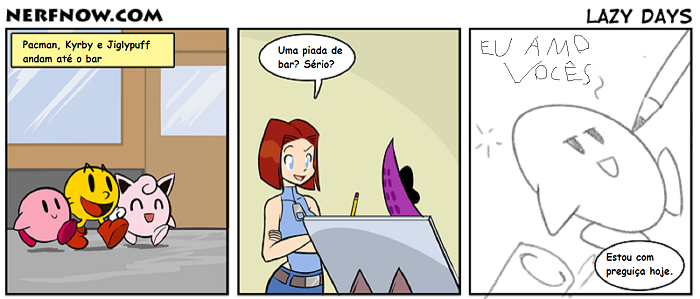 NERFNOW.COM
LAZY DAYS
Pacman, Kyrby e Jiglypuff
andam até o bar
Uma piada de
bar? Sério?
EU AMO
VOCÊS
Estou com
preguiça hoje.